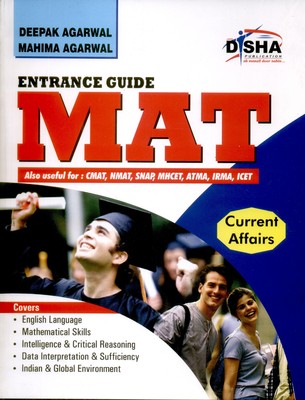 DEEPAK AGARWAL
MAHIMA AGARWAL
DISHA
PUBLICATION
ENTRANCE GUIDE
MAT
Also useful for : CMAT, NMAT, SNAP, MHCET, ATMA, IRMA, ICET
Current
Affairs
Covers
• English Language
• Mathematical Skills
• Intelligence & Critical Reasoning
• Data Interpretation & Sufficiency
• Indian & Global Environment